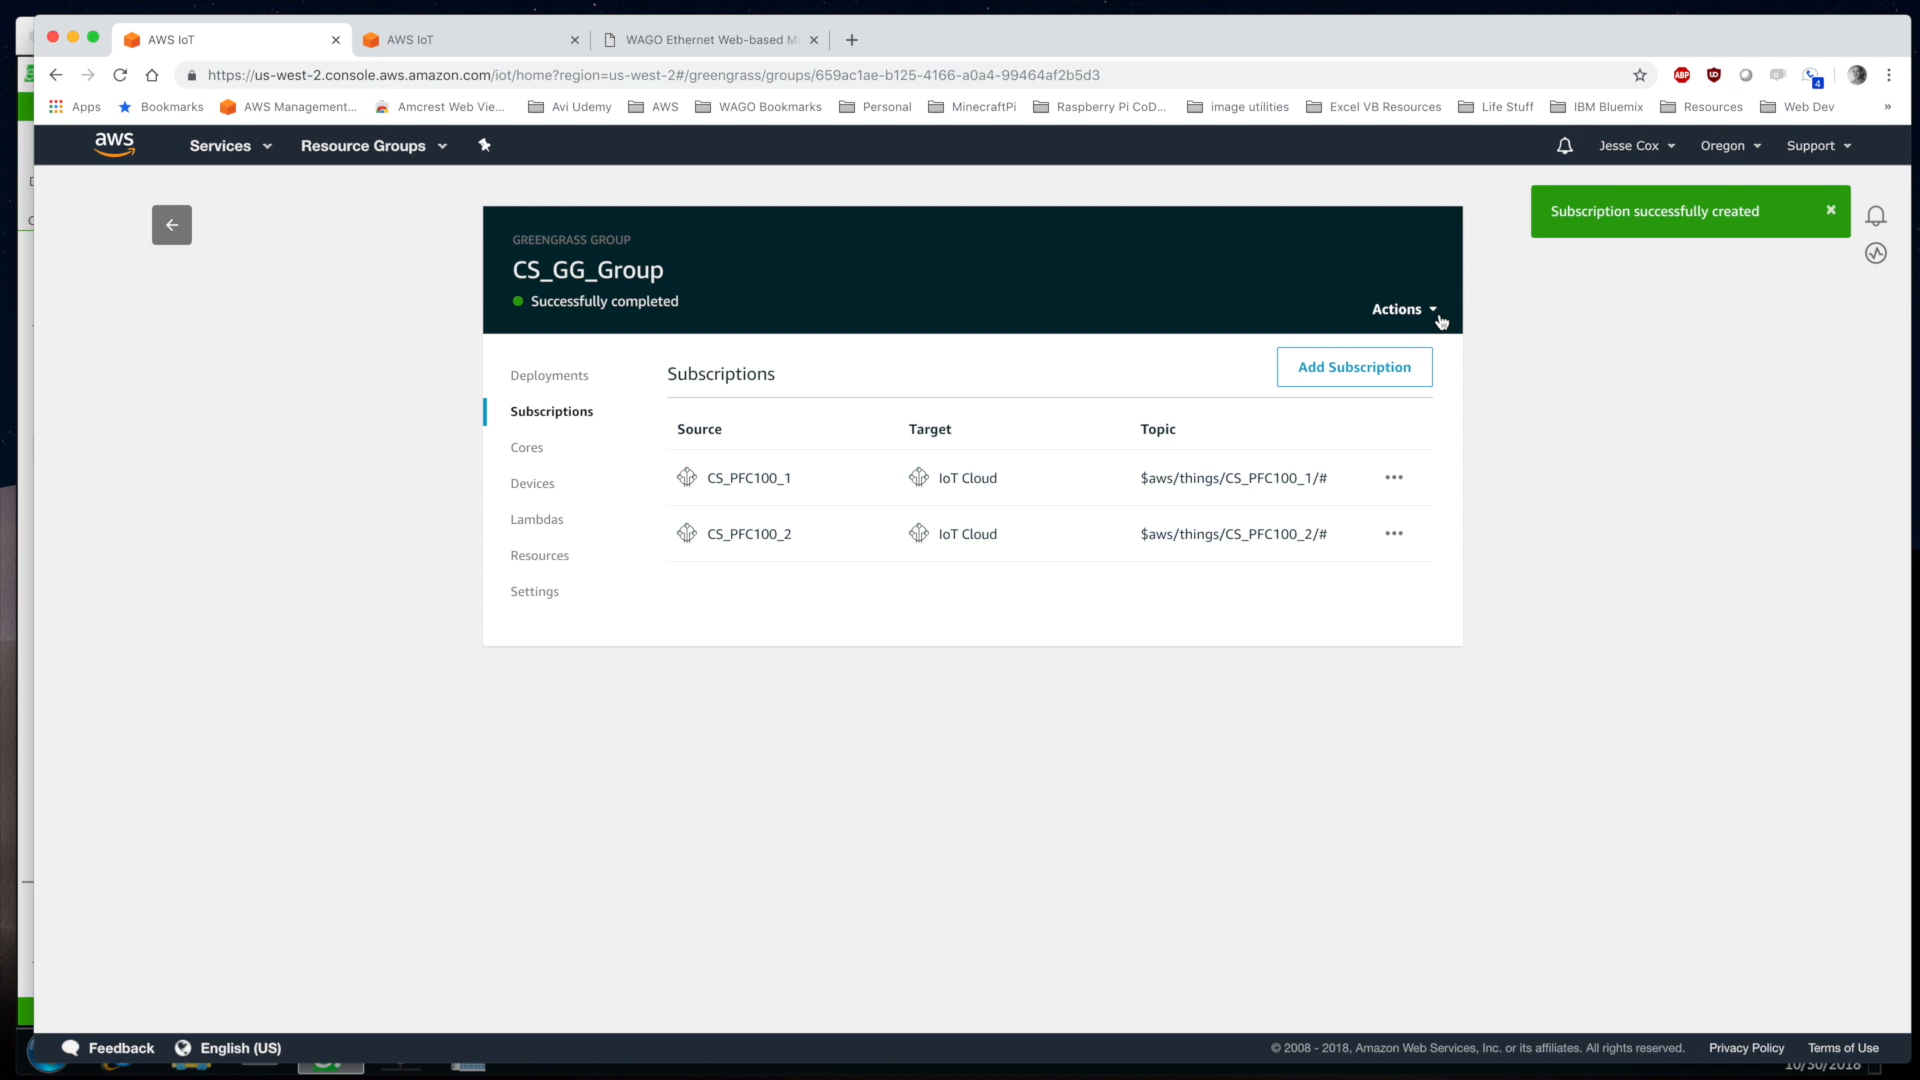 AWS IoT
AWS IoT
WAGO Ethernet Web-based M
https://us-west-2.console.aws.amazon.com/iot/home?region=us-west-2#/greengrass/groups/659ac1ae-b125-4166-a0a4-99464af2b5d3
ABP
4
Apps
Bookmarks
AWS Management...
Amcrest Web Vie...
Avi Udemy
AWS
WAGO Bookmarks
Personal
MinecraftPi
Raspberry Pi CoD...
image utilities
Excel VB Resources
Life Stuff
IBM Bluemix
Resources
Web Dev
»
aws
Services
Resource Groups
Jesse Cox
Oregon
Support
Subscription successfully created
GREENGRASS GROUP
CS_GG_Group
Successfully completed
Actions
Deployments
Subscriptions
Cores
Devices
Lambdas
Resources
Settings
Subscriptions
Add Subscription
Source Target Topic
CS_PFC100_1 IoT Cloud $aws/things/CS_PFC100_1/#
CS_PFC100_2 IoT Cloud $aws/things/CS_PFC100_2/#
Feedback
English (US)
© 2008 - 2018, Amazon Web Services, Inc. or its affiliates. All rights reserved.
Privacy Policy
Terms of Use
10/30/2018